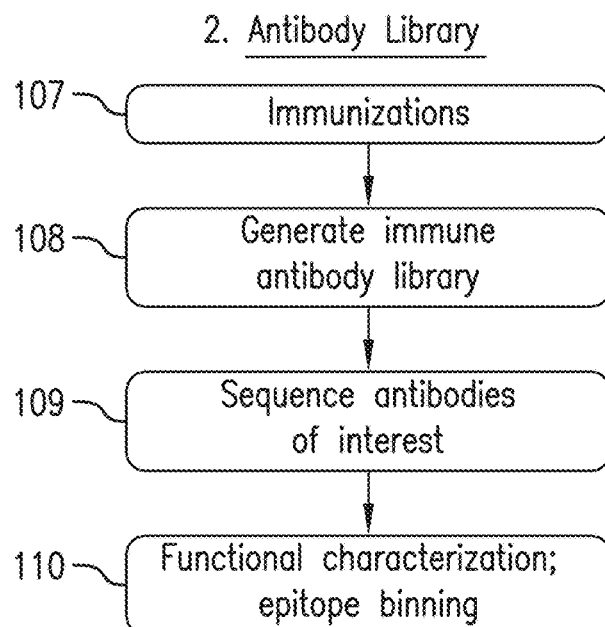 2. Antibody Library
107
Immunizations
108
Generate immune
antibody library
109
Sequence antibodies
of interest
110
Functional characterization;
epitope binning